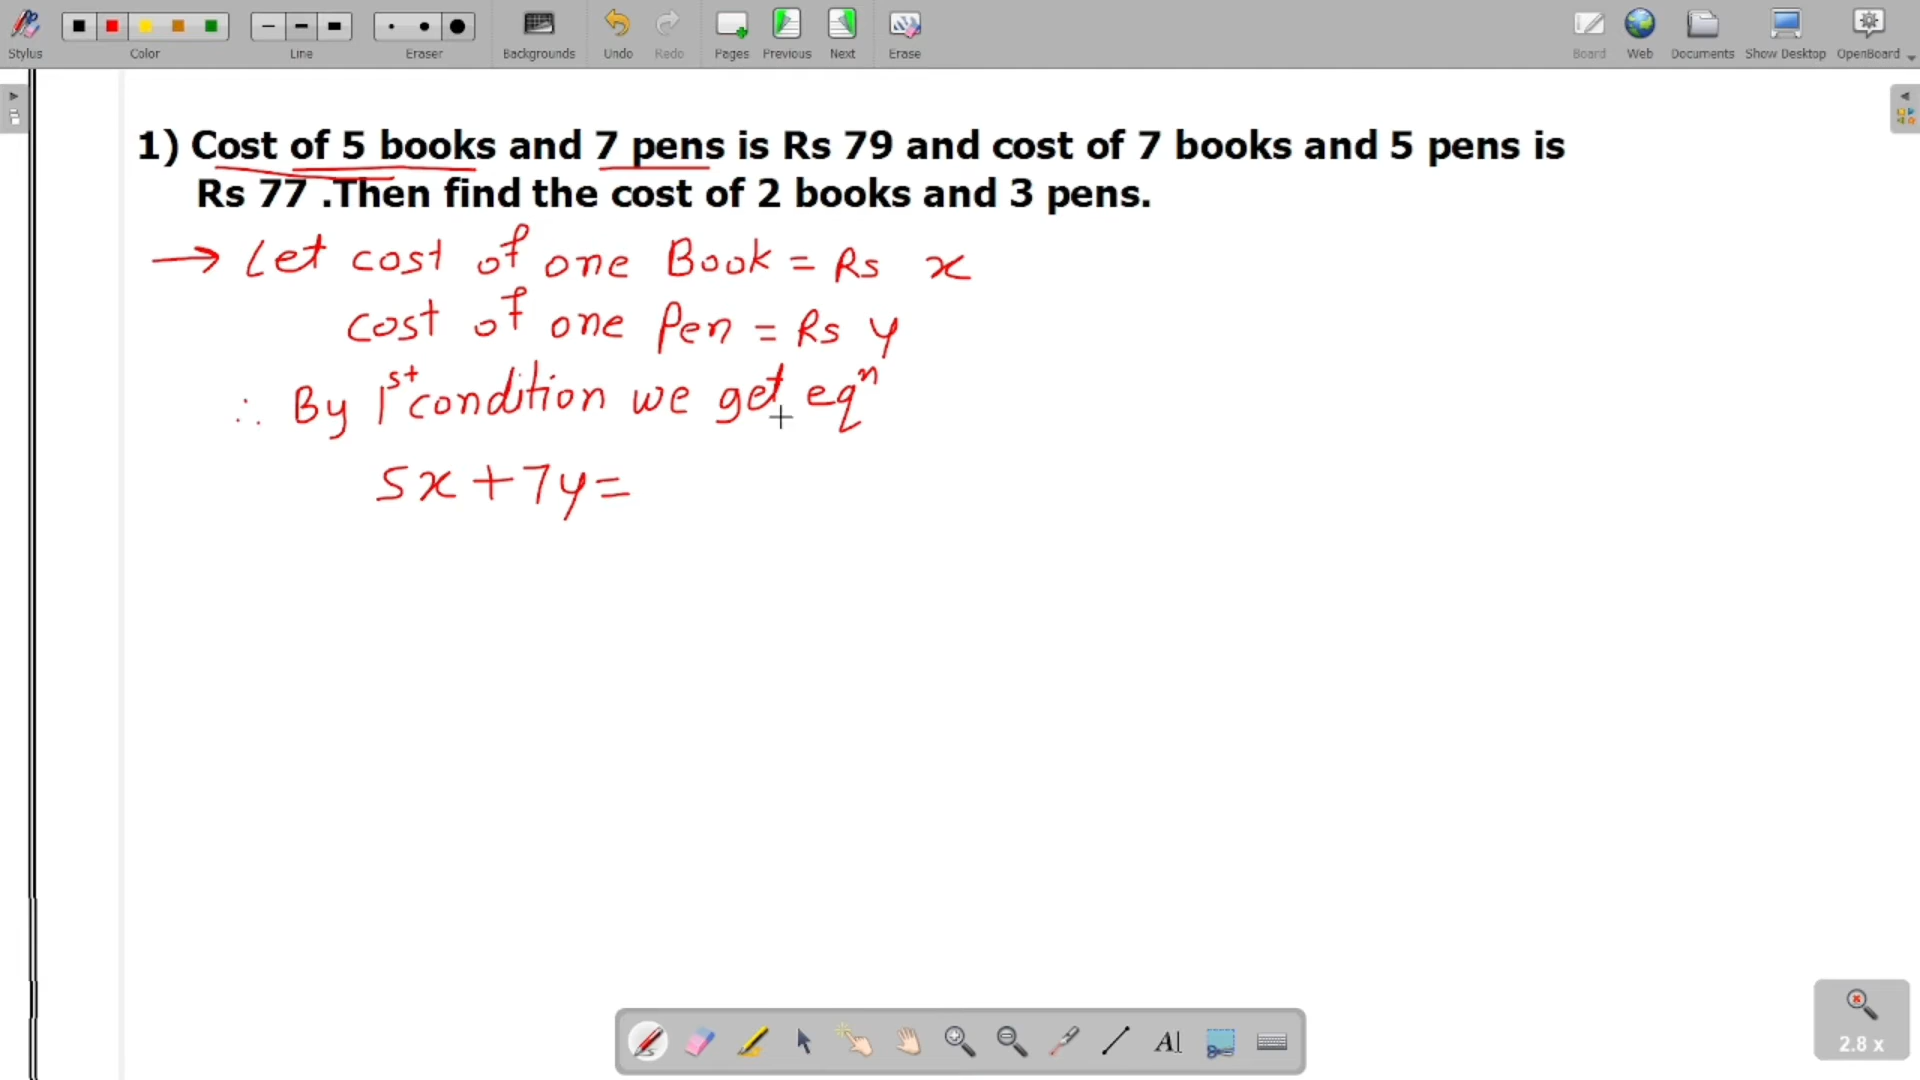 Stylus Color Line Eraser Backgrounds Undo Redo Pages Previous Next Erase Board Web Documents Show Desktop OpenBoard
1) Cost of 5 books and 7 pens is Rs 79 and cost of 7 books and 5 pens is
Rs 77 .Then find the cost of 2 books and 3 pens.
→ Let cost of one Book = Rs x
cost of one Pen = Rs y
∴ By 1st condition we get eqn
5x + 7y =
AI
2.8 x